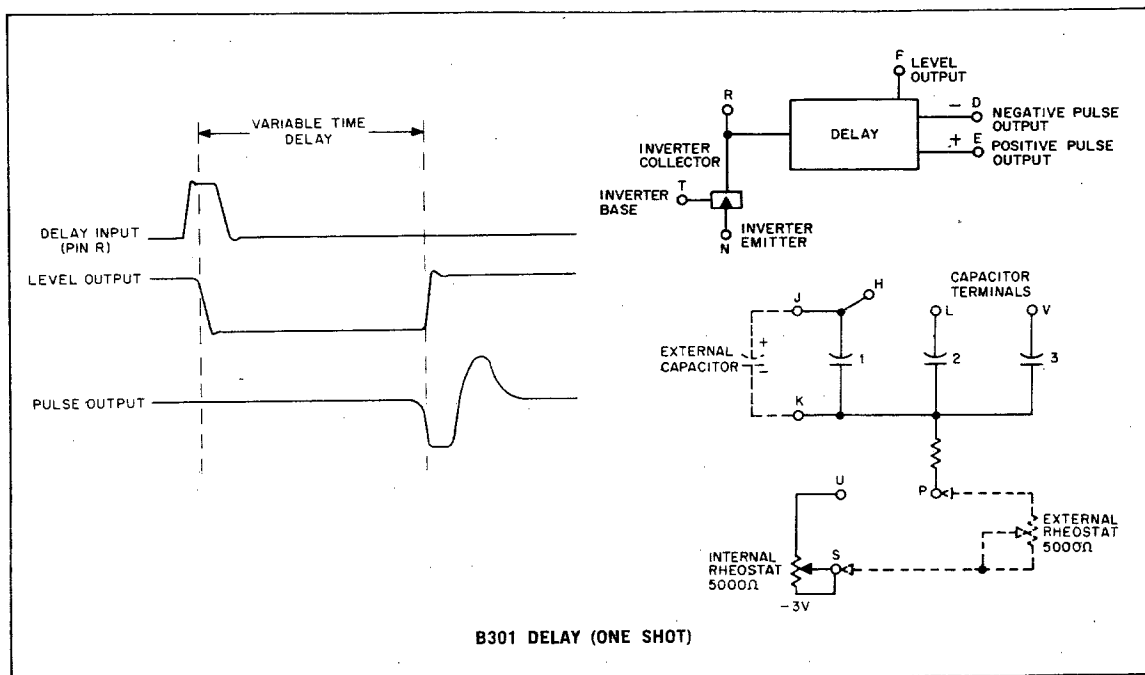 VARIABLE TIME
DELAY
DELAY INPUT
(PIN R)
LEVEL OUTPUT
PULSE OUTPUT
F
LEVEL
OUTPUT
R
DELAY
− D
NEGATIVE PULSE
OUTPUT
+ E
POSITIVE PULSE
OUTPUT
INVERTER
COLLECTOR
INVERTER
BASE
T
N
INVERTER
EMITTER
CAPACITOR
TERMINALS
J
H
L
V
EXTERNAL
CAPACITOR
+
−
1
2
3
K
U
P
EXTERNAL
RHEOSTAT
5000Ω
INTERNAL
RHEOSTAT
5000Ω
S
−3V
B301 DELAY (ONE SHOT)